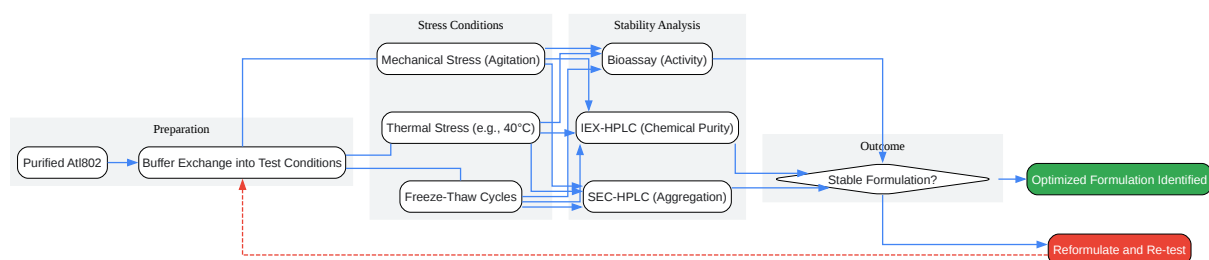 Preparation
Purified Atl802
Buffer Exchange into Test Conditions
Stress Conditions
Mechanical Stress (Agitation)
Thermal Stress (e.g., 40°C)
Freeze-Thaw Cycles
Stability Analysis
Bioassay (Activity)
IEX-HPLC (Chemical Purity)
SEC-HPLC (Aggregation)
Outcome
Stable Formulation?
Optimized Formulation Identified
Reformulate and Re-test